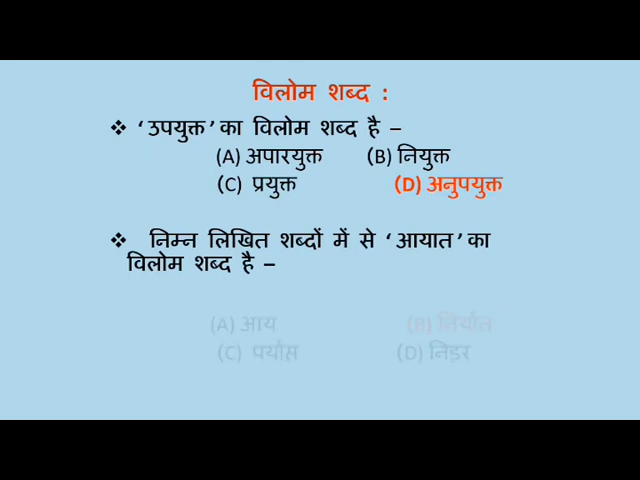 विलोम शब्द :
❖ ‘उपयुक्त’का विलोम शब्द है –
(A) अपारयुक्त (B) नियुक्त
(C) प्रयुक्त (D) अनुपयुक्त
❖ निम्न लिखित शब्दों में से ‘आयात’का
विलोम शब्द है –
(A) आय (B) निर्यात
(C) पर्याप्त (D) निडर